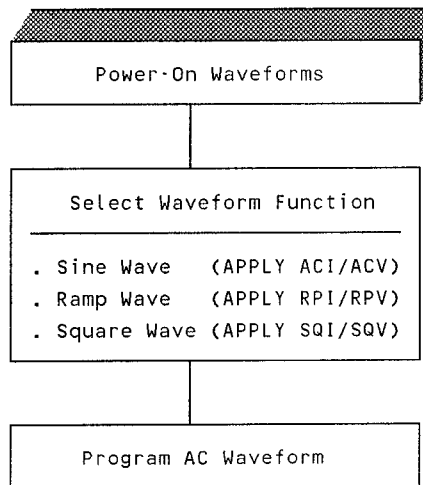 Power-On Waveforms
Select Waveform Function
. Sine Wave (APPLY ACI/ACV)
. Ramp Wave (APPLY RPI/RPV)
. Square Wave (APPLY SQI/SQV)
Program AC Waveform